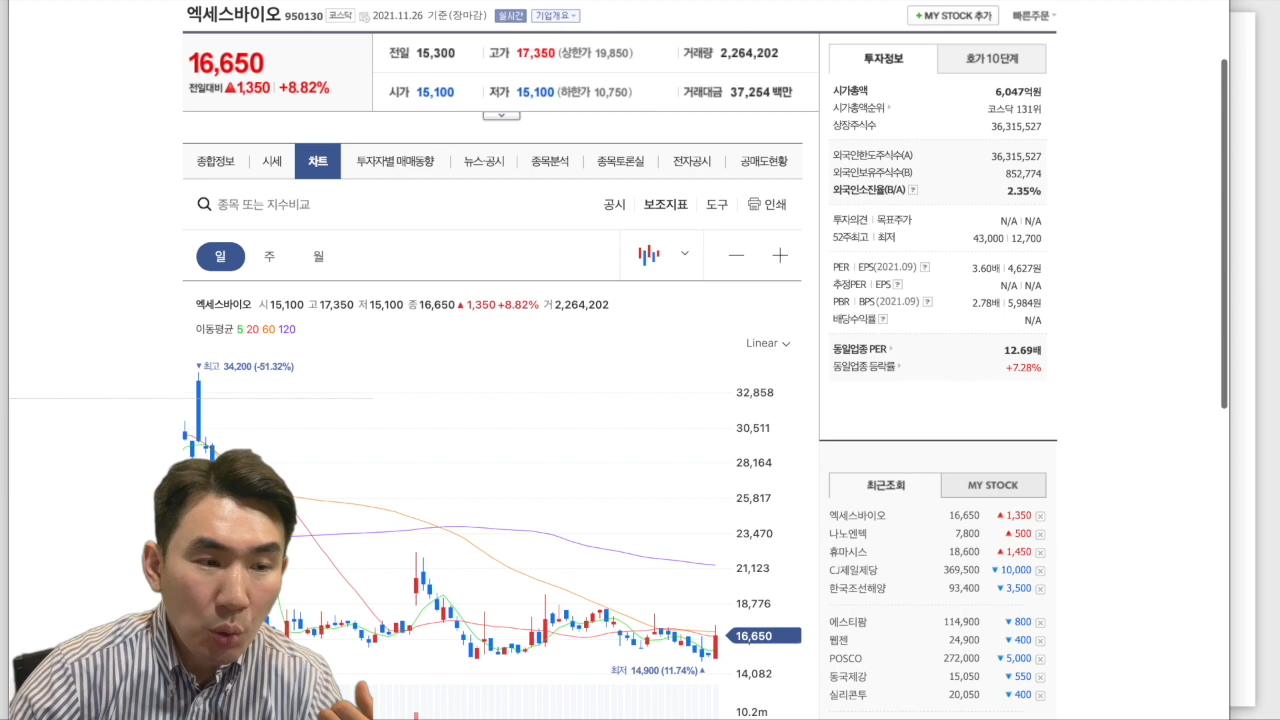 엑세스바이오 950130 코스닥 2021.11.26 기준(장마감) 실시간 기업개요
+ MY STOCK 추가 빠른주문
16,650
전일대비 ▲1,350 +8.82%
전일 15,300 고가 17,350 (상한가 19,850) 거래량 2,264,202
시가 15,100 저가 15,100 (하한가 10,750) 거래대금 37,254 백만
종합정보 시세 차트 투자자별 매매동향 뉴스·공시 종목분석 종목토론실 전자공시 공매도현황
종목 또는 지수비교 공시 보조지표 도구 인쇄
일 주 월
엑세스바이오 시 15,100 고 17,350 저 15,100 종 16,650 ▲ 1,350 +8.82% 거 2,264,202
이동평균 5 20 60 120
Linear
▼최고 34,200 (-51.32%)
32,858
30,511
28,164
25,817
23,470
21,123
18,776
16,650
최저 14,900 (11.74%)▲
14,082
10.2m
투자정보 호가 10단계
시가총액 6,047억원
시가총액순위 코스닥 131위
상장주식수 36,315,527
외국인한도주식수(A) 36,315,527
외국인보유주식수(B) 852,774
외국인소진율(B/A) ? 2.35%
투자의견 목표주가 N/A N/A
52주최고 최저 43,000 12,700
PER EPS(2021.09) ? 3.60배 4,627원
추정PER EPS ? N/A N/A
PBR BPS (2021.09) ? 2.78배 5,984원
배당수익률 ? N/A
동일업종 PER 12.69배
동일업종 등락률 +7.28%
최근조회 MY STOCK
엑세스바이오 16,650 ▲ 1,350
나노엔텍 7,800 ▲ 500
휴마시스 18,600 ▲ 1,450
CJ제일제당 369,500 ▼ 10,000
한국조선해양 93,400 ▼ 3,500
에스티팜 114,900 ▼ 800
웹젠 24,900 ▼ 400
POSCO 272,000 ▼ 5,000
동국제강 15,050 ▼ 550
실리콘투 20,050 ▼ 400